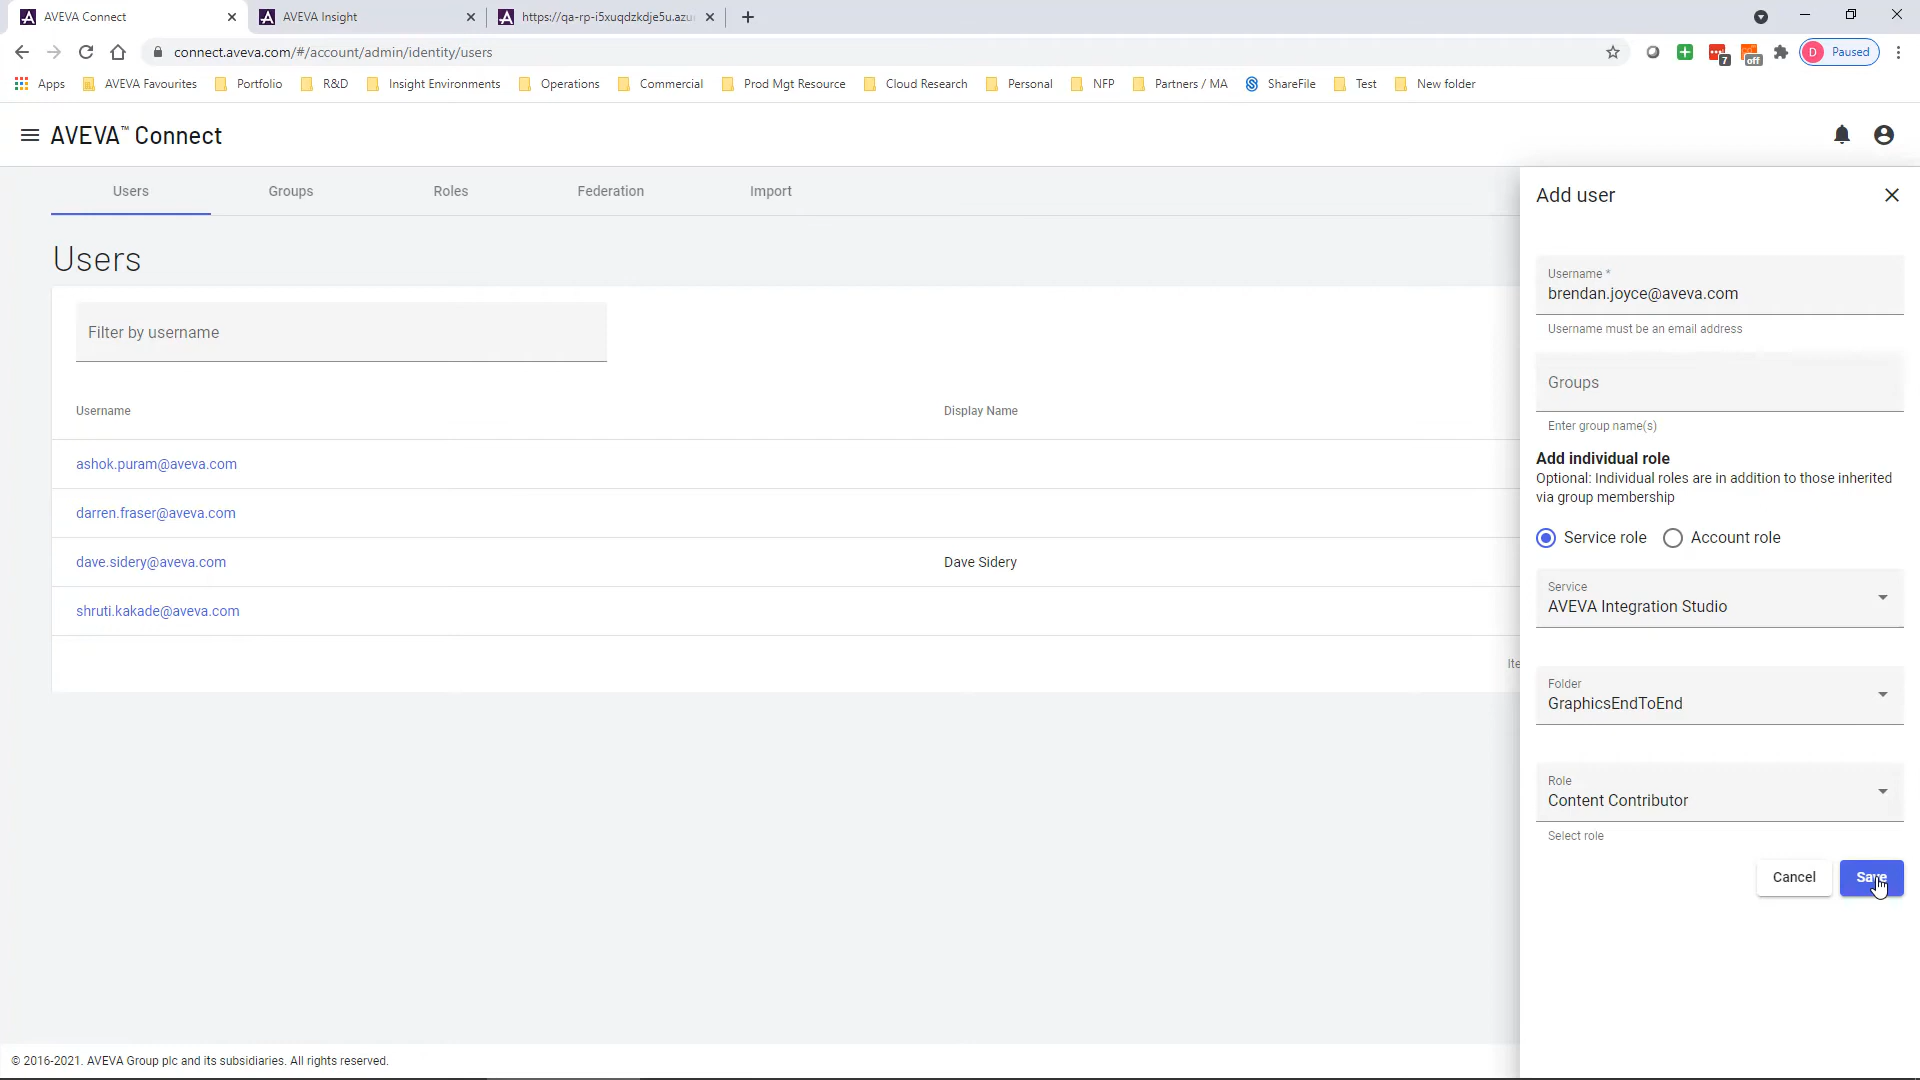 AVEVA Connect
AVEVA Insight
https://qa-rp-i5xuqdzkdje5u.azu
connect.aveva.com/#/account/admin/identity/users
7
off
D
Paused
Apps
AVEVA Favourites
Portfolio
R&D
Insight Environments
Operations
Commercial
Prod Mgt Resource
Cloud Research
Personal
NFP
Partners / MA
ShareFile
Test
New folder
AVEVA™ Connect
Users
Groups
Roles
Federation
Import
Users
Filter by username
Username
Display Name
ashok.puram@aveva.com
darren.fraser@aveva.com
dave.sidery@aveva.com
Dave Sidery
shruti.kakade@aveva.com
Ite
Add user
Username *
brendan.joyce@aveva.com
Username must be an email address
Groups
Enter group name(s)
Add individual role
Optional: Individual roles are in addition to those inherited
via group membership
Service role
Account role
Service
AVEVA Integration Studio
Folder
GraphicsEndToEnd
Role
Content Contributor
Select role
Cancel
Save
© 2016-2021. AVEVA Group plc and its subsidiaries. All rights reserved.